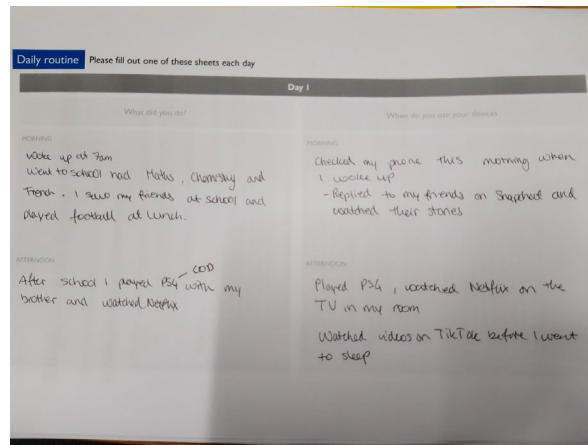 Daily routine Please fill out one of these sheets each day
Day 1
What did you do?
MORNING
woke up at 7am
Went to school had Maths, Chemistry and
French. I saw my friends at school and
played football at lunch.
AFTERNOON
After school I played PS4 - COD with my
brother and watched Netflix
When do you use your devices
MORNING
Checked my phone this morning when
I woke up
- Replied to my friends on Snapchat and
watched their stories
AFTERNOON
Played PS4, watched Netflix on the
TV in my room
Watched videos on TikTok before I went
to sleep